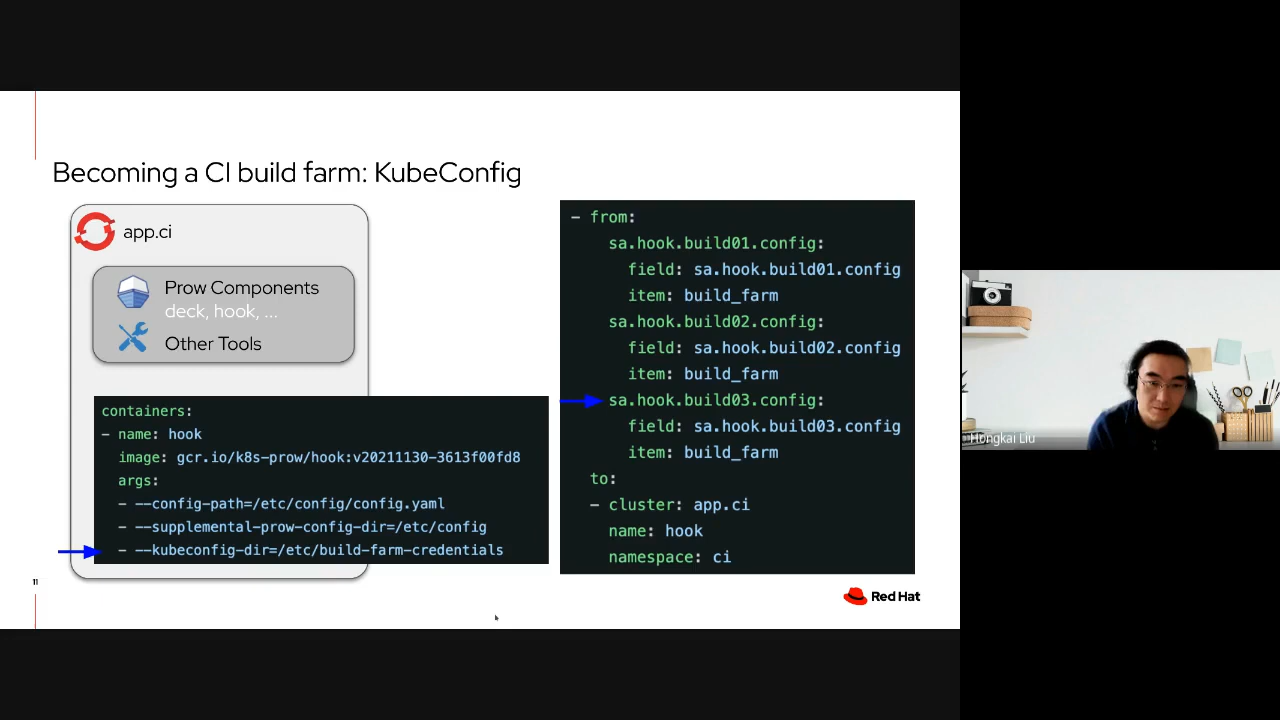 Becoming a CI build farm: KubeConfig
app.ci
Prow Components
deck, hook, ...
Other Tools
containers:
- name: hook
image: gcr.io/k8s-prow/hook:v20211130-3613f00fd8
args:
- --config-path=/etc/config/config.yaml
- --supplemental-prow-config-dir=/etc/config
- --kubeconfig-dir=/etc/build-farm-credentials
- from:
sa.hook.build01.config:
field: sa.hook.build01.config
item: build_farm
sa.hook.build02.config:
field: sa.hook.build02.config
item: build_farm
sa.hook.build03.config:
field: sa.hook.build03.config
item: build_farm
to:
- cluster: app.ci
name: hook
namespace: ci
11
Red Hat
Hongkai Liu